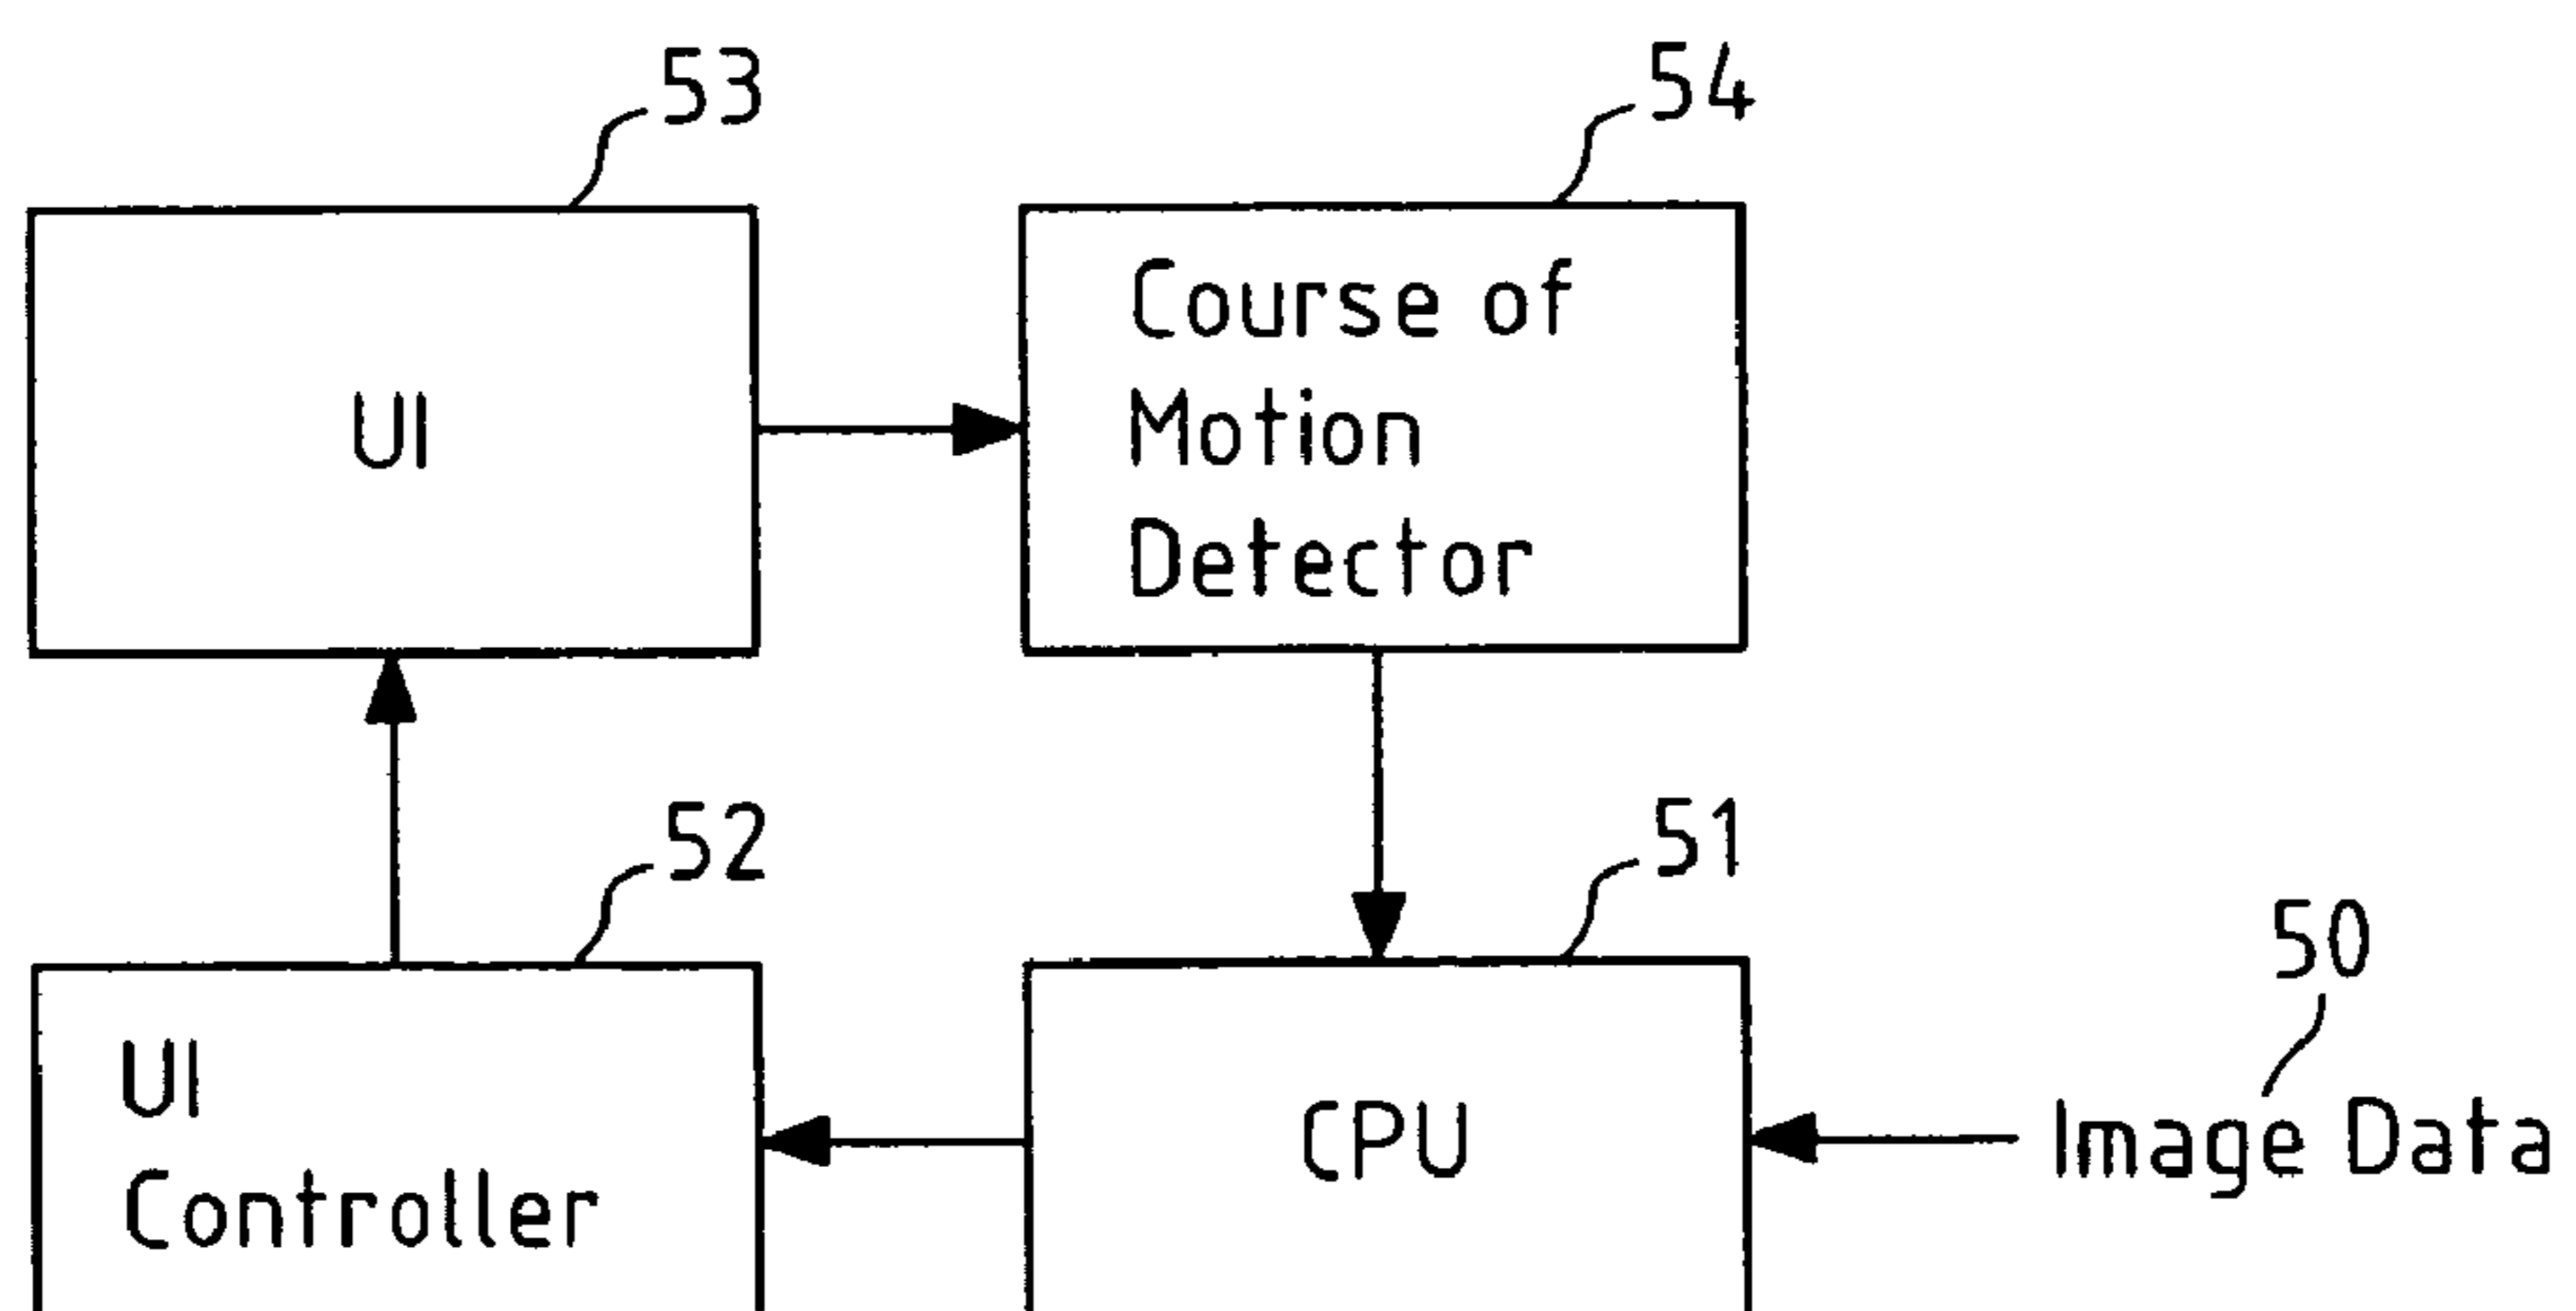 53
54
UI
Course of
Motion
Detector
52
51
50
UI
Controller
CPU
Image Data